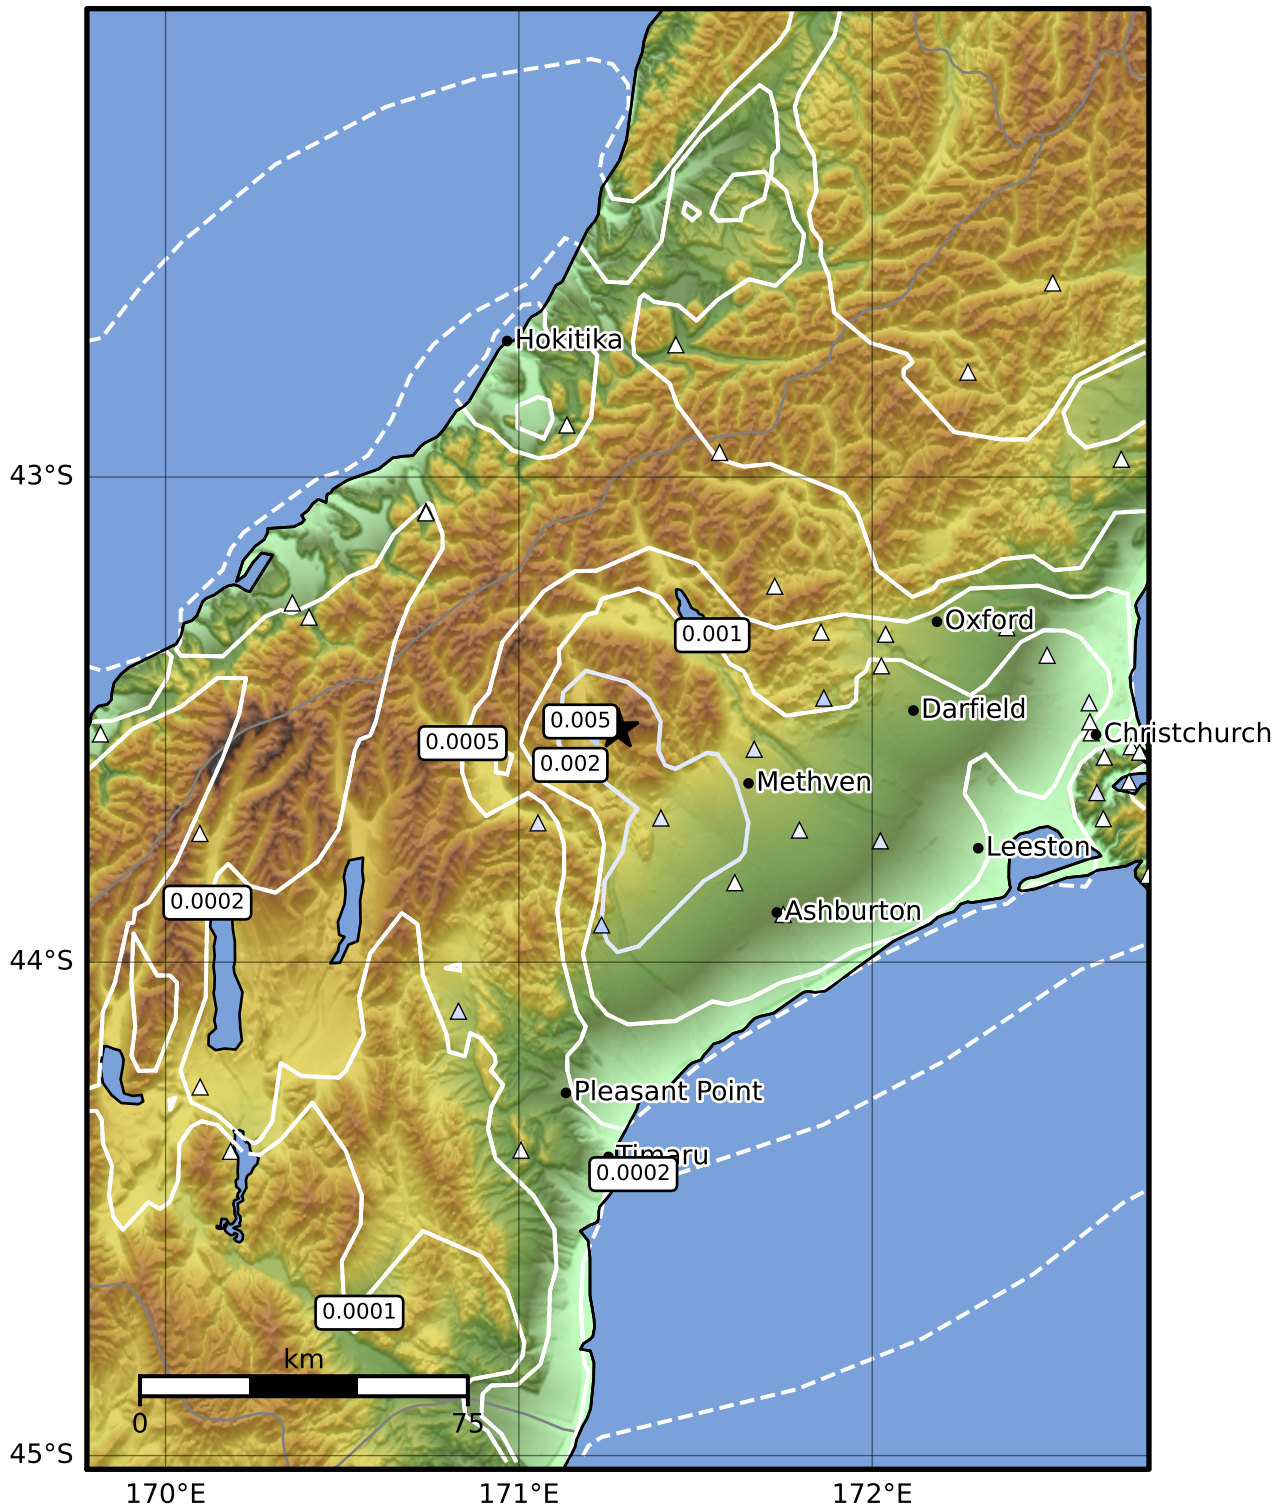 Hokitika
43°S
Oxford
0.001
Darfield
0.005
Christchurch
0.0005
0.002
Methven
Leeston
0.0002
Ashburton
44°S
Pleasant Point
Timaru
0.0002
0.0001
km
0 75
45°S
170°E 171°E 172°E